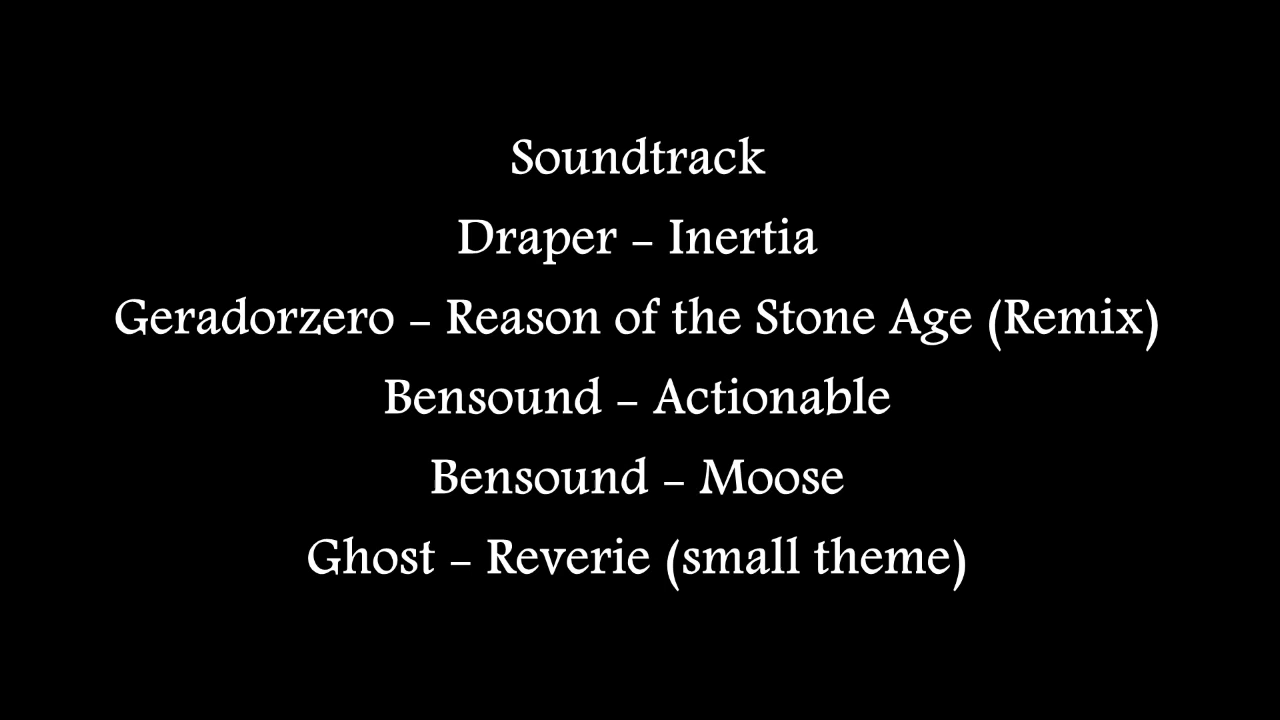 Soundtrack
Draper – Inertia
Geradorzero – Reason of the Stone Age (Remix)
Bensound – Actionable
Bensound – Moose
Ghost – Reverie (small theme)